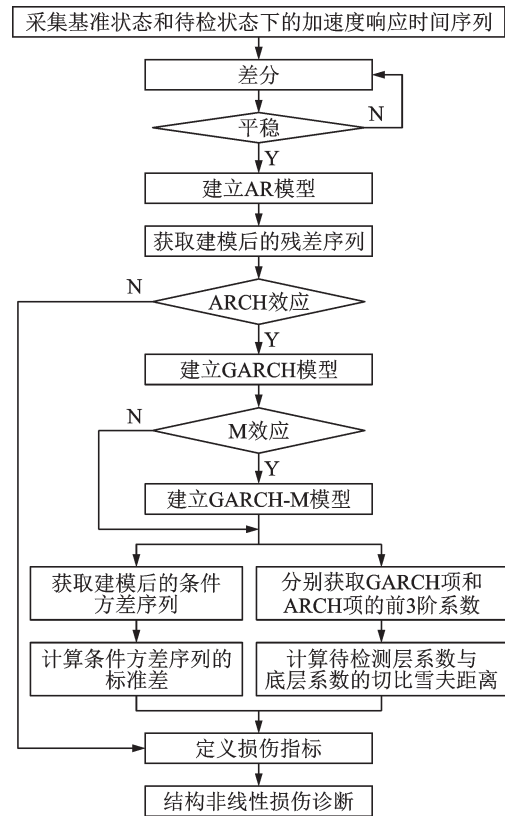 采集基准状态和待检状态下的加速度响应时间序列
差分
平稳
N
Y
建立AR模型
获取建模后的残差序列
N
ARCH效应
Y
建立GARCH模型
N
M效应
Y
建立GARCH-M模型
获取建模后的条件
方差序列
分别获取GARCH项和
ARCH项的前3阶系数
计算条件方差序列的
标准差
计算待检测层系数与
底层系数的切比雪夫距离
定义损伤指标
结构非线性损伤诊断